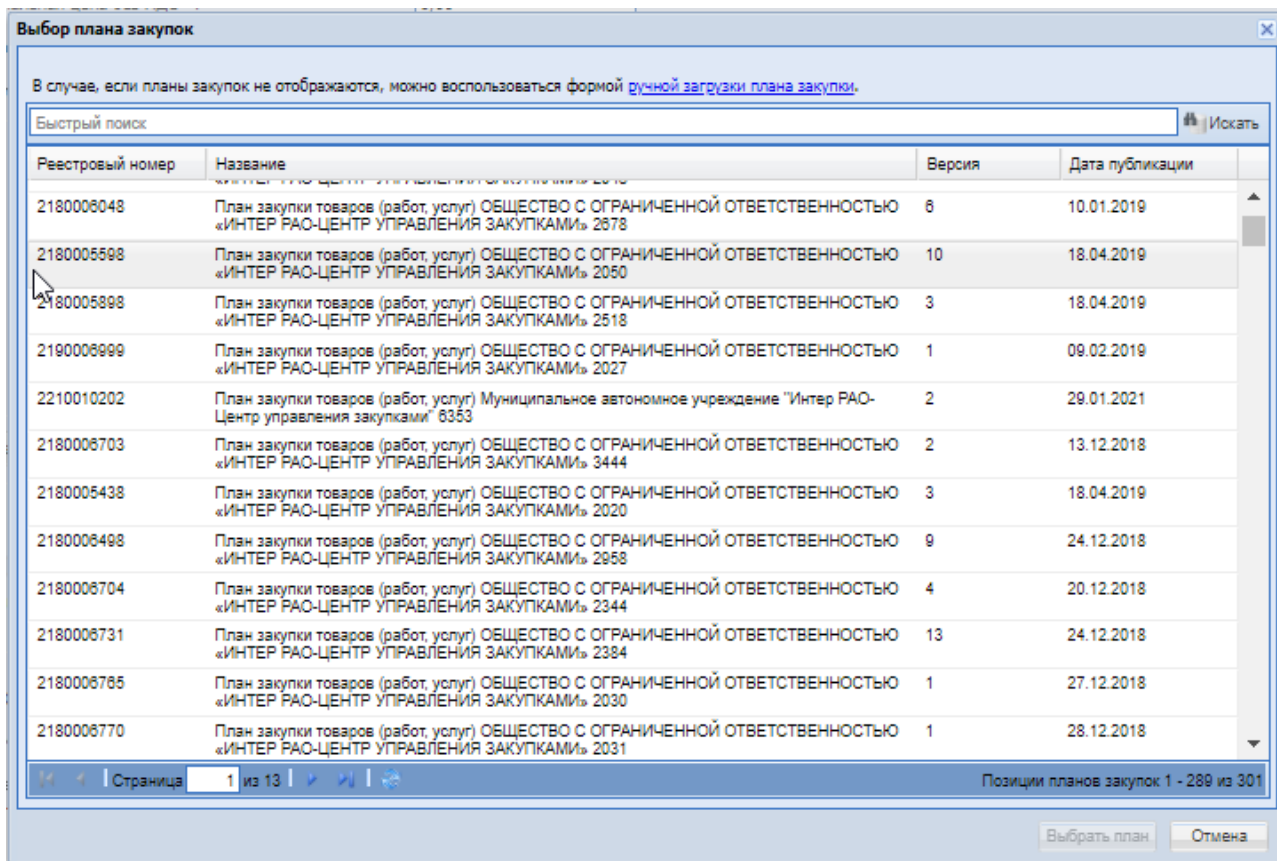 Выбор плана закупок
В случае, если планы закупок не отображаются, можно воспользоваться формой ручной загрузки плана закупки.
Быстрый поиск Искать
Реестровый номер Название Версия Дата публикации
2180006048 План закупки товаров (работ, услуг) ОБЩЕСТВО С ОГРАНИЧЕННОЙ ОТВЕТСТВЕННОСТЬЮ 6 10.01.2019
«ИНТЕР РАО-ЦЕНТР УПРАВЛЕНИЯ ЗАКУПКАМИ» 2678
2180005598 План закупки товаров (работ, услуг) ОБЩЕСТВО С ОГРАНИЧЕННОЙ ОТВЕТСТВЕННОСТЬЮ 10 18.04.2019
«ИНТЕР РАО-ЦЕНТР УПРАВЛЕНИЯ ЗАКУПКАМИ» 2050
2180005898 План закупки товаров (работ, услуг) ОБЩЕСТВО С ОГРАНИЧЕННОЙ ОТВЕТСТВЕННОСТЬЮ 3 18.04.2019
«ИНТЕР РАО-ЦЕНТР УПРАВЛЕНИЯ ЗАКУПКАМИ» 2518
2190006999 План закупки товаров (работ, услуг) ОБЩЕСТВО С ОГРАНИЧЕННОЙ ОТВЕТСТВЕННОСТЬЮ 1 09.02.2019
«ИНТЕР РАО-ЦЕНТР УПРАВЛЕНИЯ ЗАКУПКАМИ» 2027
2210010202 План закупки товаров (работ, услуг) Муниципальное автономное учреждение "Интер РАО- 2 29.01.2021
Центр управления закупками" 6353
2180006703 План закупки товаров (работ, услуг) ОБЩЕСТВО С ОГРАНИЧЕННОЙ ОТВЕТСТВЕННОСТЬЮ 2 13.12.2018
«ИНТЕР РАО-ЦЕНТР УПРАВЛЕНИЯ ЗАКУПКАМИ» 3444
2180005438 План закупки товаров (работ, услуг) ОБЩЕСТВО С ОГРАНИЧЕННОЙ ОТВЕТСТВЕННОСТЬЮ 3 18.04.2019
«ИНТЕР РАО-ЦЕНТР УПРАВЛЕНИЯ ЗАКУПКАМИ» 2020
2180006498 План закупки товаров (работ, услуг) ОБЩЕСТВО С ОГРАНИЧЕННОЙ ОТВЕТСТВЕННОСТЬЮ 9 24.12.2018
«ИНТЕР РАО-ЦЕНТР УПРАВЛЕНИЯ ЗАКУПКАМИ» 2958
2180006704 План закупки товаров (работ, услуг) ОБЩЕСТВО С ОГРАНИЧЕННОЙ ОТВЕТСТВЕННОСТЬЮ 4 20.12.2018
«ИНТЕР РАО-ЦЕНТР УПРАВЛЕНИЯ ЗАКУПКАМИ» 2344
2180006731 План закупки товаров (работ, услуг) ОБЩЕСТВО С ОГРАНИЧЕННОЙ ОТВЕТСТВЕННОСТЬЮ 13 24.12.2018
«ИНТЕР РАО-ЦЕНТР УПРАВЛЕНИЯ ЗАКУПКАМИ» 2384
2180006765 План закупки товаров (работ, услуг) ОБЩЕСТВО С ОГРАНИЧЕННОЙ ОТВЕТСТВЕННОСТЬЮ 1 27.12.2018
«ИНТЕР РАО-ЦЕНТР УПРАВЛЕНИЯ ЗАКУПКАМИ» 2030
2180006770 План закупки товаров (работ, услуг) ОБЩЕСТВО С ОГРАНИЧЕННОЙ ОТВЕТСТВЕННОСТЬЮ 1 28.12.2018
«ИНТЕР РАО-ЦЕНТР УПРАВЛЕНИЯ ЗАКУПКАМИ» 2031
Страница 1 из 13 Позиции планов закупок 1 - 289 из 301
Выбрать план Отмена